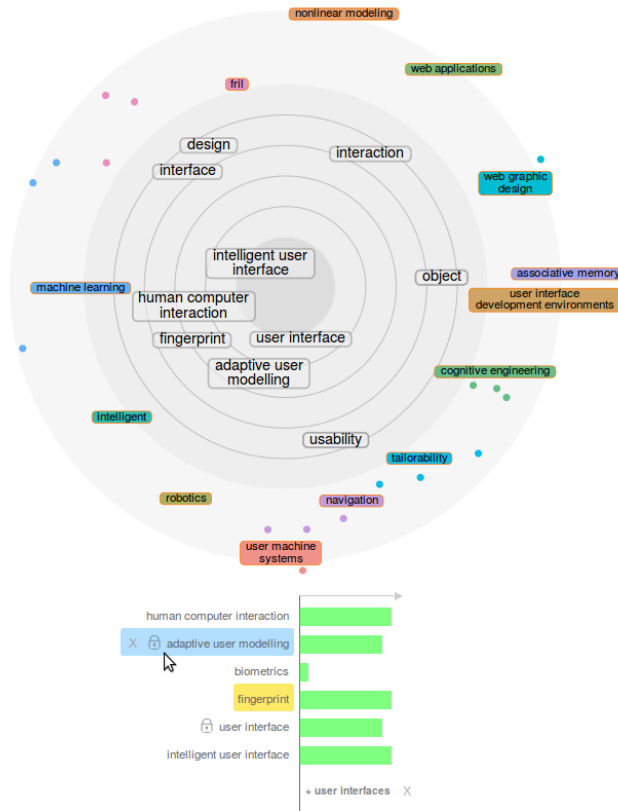 nonlinear modeling
web applications
fril
design
interaction
interface
web graphic
design
intelligent user
interface
associative memory
object
machine learning
user interface
development environments
human computer
interaction
fingerprint
user interface
adaptive user
modelling
cognitive engineering
intelligent
usability
tailorability
robotics
navigation
user machine
systems
human computer interaction
X adaptive user modelling
biometrics
fingerprint
user interface
intelligent user interface
+ user interfaces X